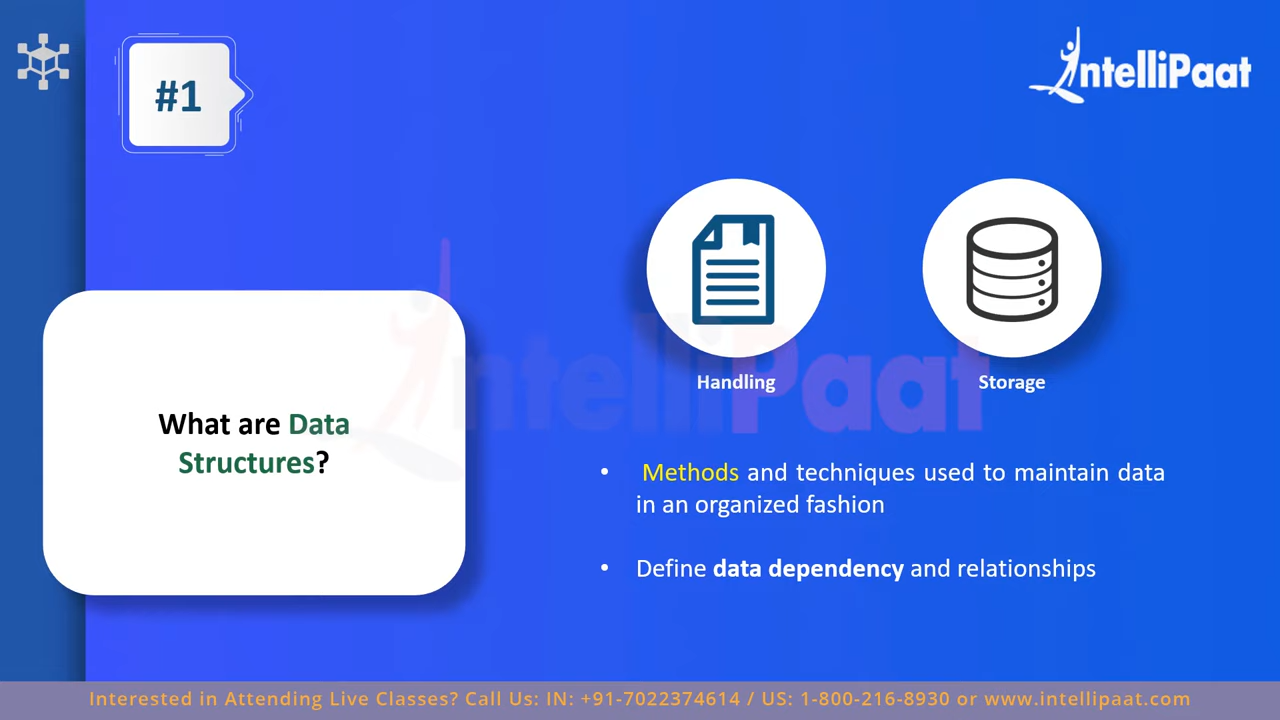 #1
IntelliPaat
Handling
Storage
IntelliPaat
What are Data
Structures?
• Methods and techniques used to maintain data
in an organized fashion
• Define data dependency and relationships
Interested in Attending Live Classes? Call Us: IN: +91-7022374614 / US: 1-800-216-8930 or www.intellipaat.com